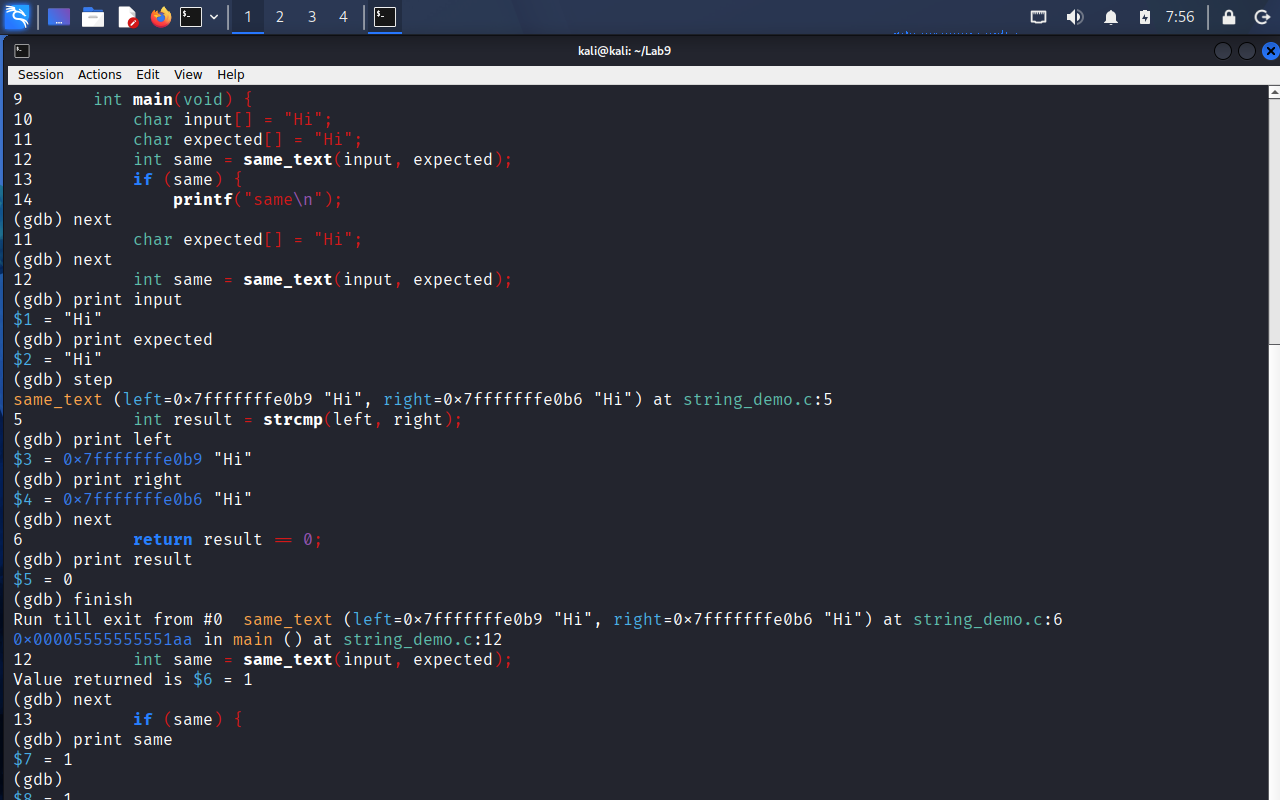 1 2 3 4 7:56
kali@kali: ~/Lab9
Session Actions Edit View Help
9 int main(void) {
10 char input[] = "Hi";
11 char expected[] = "Hi";
12 int same = same_text(input, expected);
13 if (same) {
14 printf("same\n");
(gdb) next
11 char expected[] = "Hi";
(gdb) next
12 int same = same_text(input, expected);
(gdb) print input
$1 = "Hi"
(gdb) print expected
$2 = "Hi"
(gdb) step
same_text (left=0x7fffffffe0b9 "Hi", right=0x7fffffffe0b6 "Hi") at string_demo.c:5
5 int result = strcmp(left, right);
(gdb) print left
$3 = 0x7fffffffe0b9 "Hi"
(gdb) print right
$4 = 0x7fffffffe0b6 "Hi"
(gdb) next
6 return result == 0;
(gdb) print result
$5 = 0
(gdb) finish
Run till exit from #0 same_text (left=0x7fffffffe0b9 "Hi", right=0x7fffffffe0b6 "Hi") at string_demo.c:6
0x00005555555551aa in main () at string_demo.c:12
12 int same = same_text(input, expected);
Value returned is $6 = 1
(gdb) next
13 if (same) {
(gdb) print same
$7 = 1
(gdb)
$8 = 1